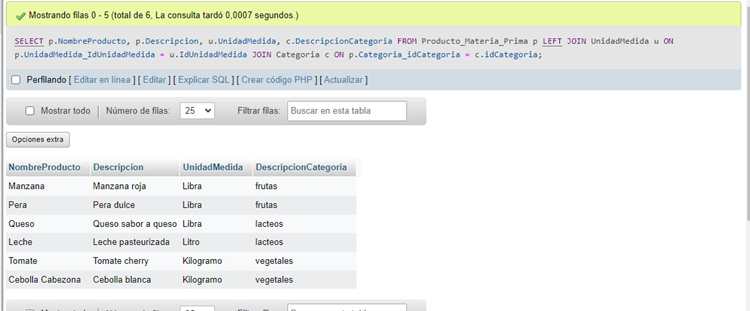 Mostrando filas 0 - 5 (total de 6, La consulta tardó 0,0007 segundos.)
SELECT p.NombreProducto, p.Descripcion, u.UnidadMedida, c.DescripcionCategoria FROM Producto_Materia_Prima p LEFT JOIN UnidadMedida u ON
p.UnidadMedida_IdUnidadMedida = u.IdUnidadMedida JOIN Categoria c ON p.Categoria_idCategoria = c.idCategoria;
Perfilando [ Editar en línea ] [ Editar ] [ Explicar SQL ] [ Crear código PHP ] [ Actualizar ]
Mostrar todo Número de filas: 25 Filtrar filas: Buscar en esta tabla
Opciones extra
NombreProducto Descripcion UnidadMedida DescripcionCategoria
Manzana Manzana roja Libra frutas
Pera Pera dulce Libra frutas
Queso Queso sabor a queso Libra lacteos
Leche Leche pasteurizada Litro lacteos
Tomate Tomate cherry Kilogramo vegetales
Cebolla Cabezona Cebolla blanca Kilogramo vegetales